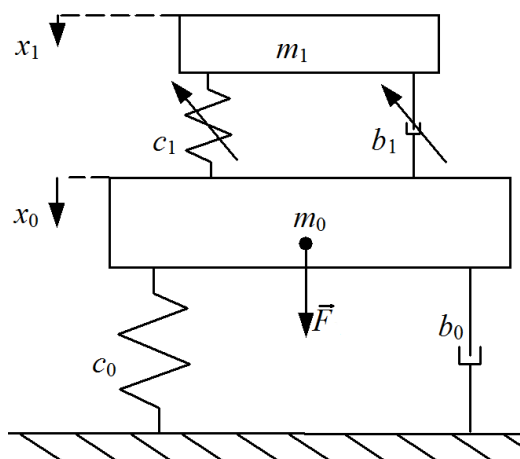 x₁
m₁
c₁
b₁
x₀
m₀
F⃗
b₀
c₀